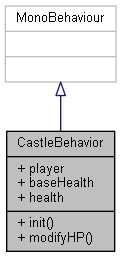 MonoBehaviour
CastleBehavior
+ player
+ baseHealth
+ health
+ init()
+ modifyHP()